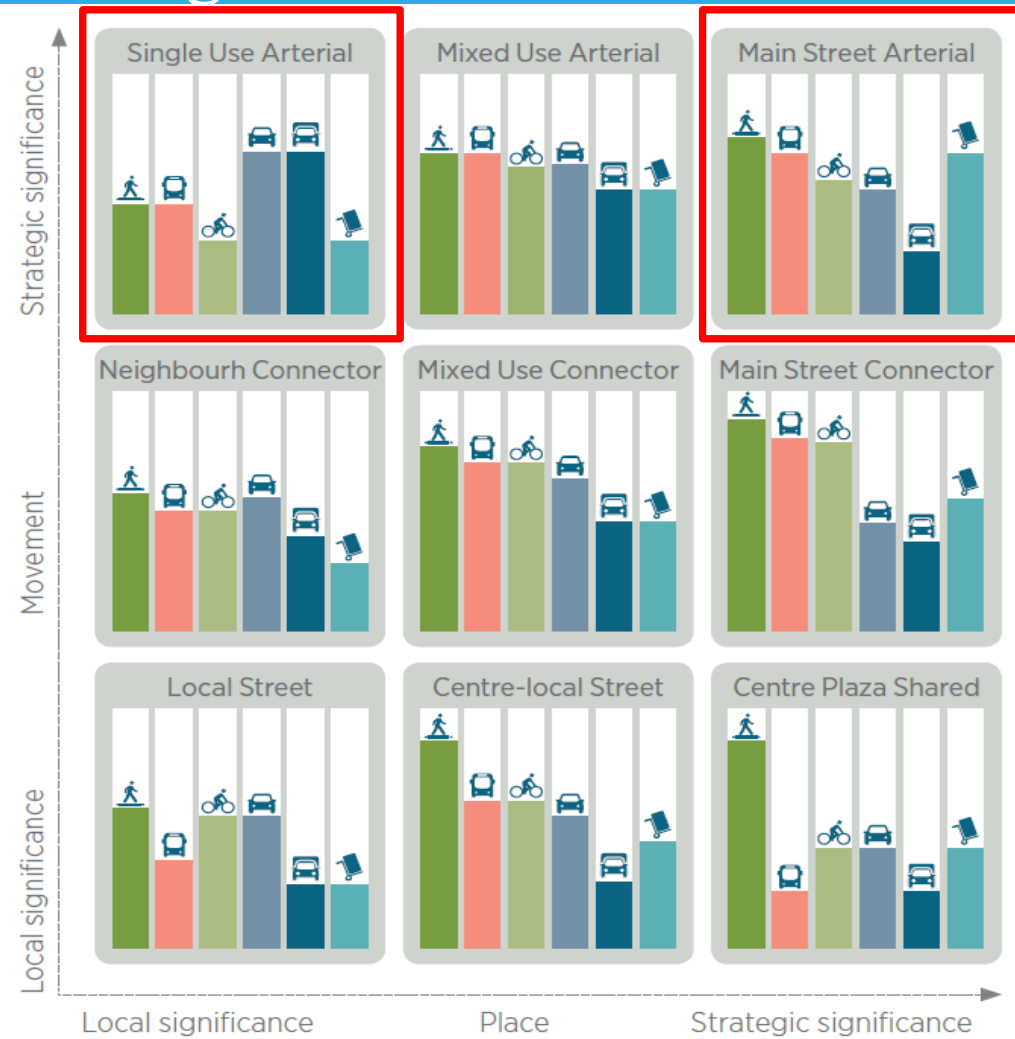 Single Use Arterial
Mixed Use Arterial
Main Street Arterial
Strategic significance
Neighbourh Connector
Mixed Use Connector
Main Street Connector
Movement
Local Street
Centre-local Street
Centre Plaza Shared
Local significance
Local significance
Place
Strategic significance